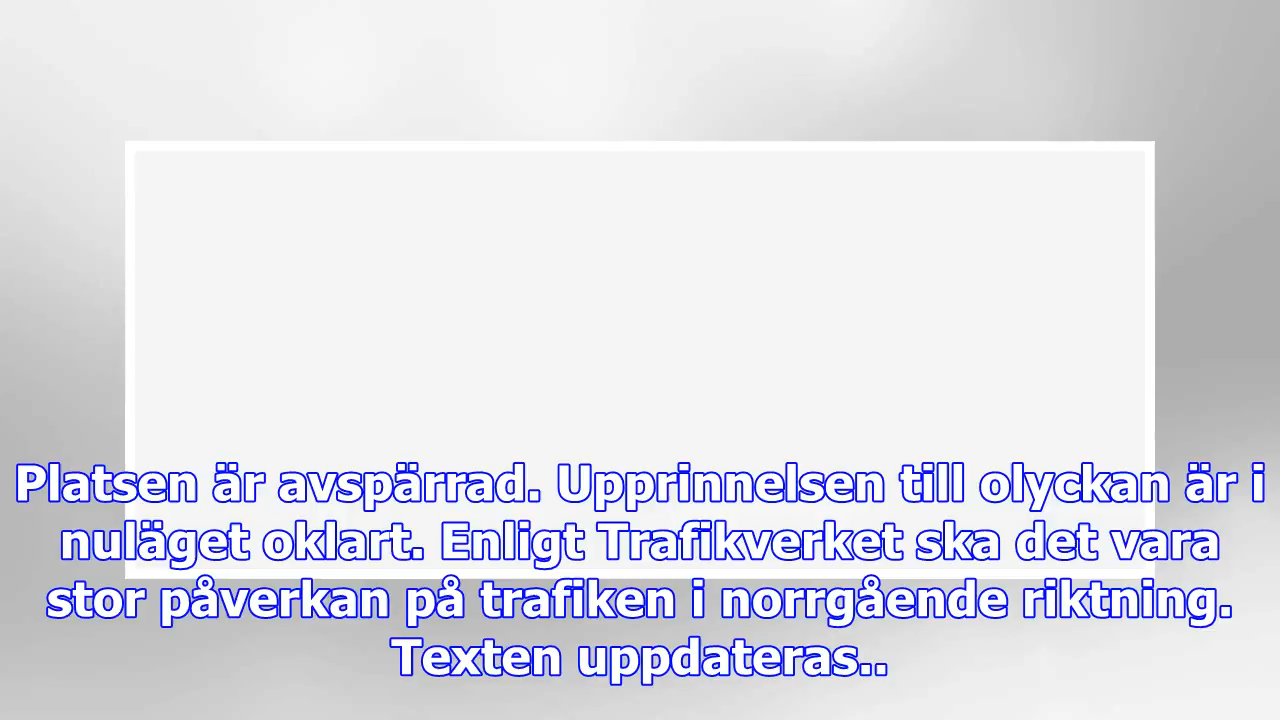 Platsen är avspärrad. Upprinnelsen till olyckan är i
nuläget oklart. Enligt Trafikverket ska det vara
stor påverkan på trafiken i norrgående riktning.
Texten uppdateras..